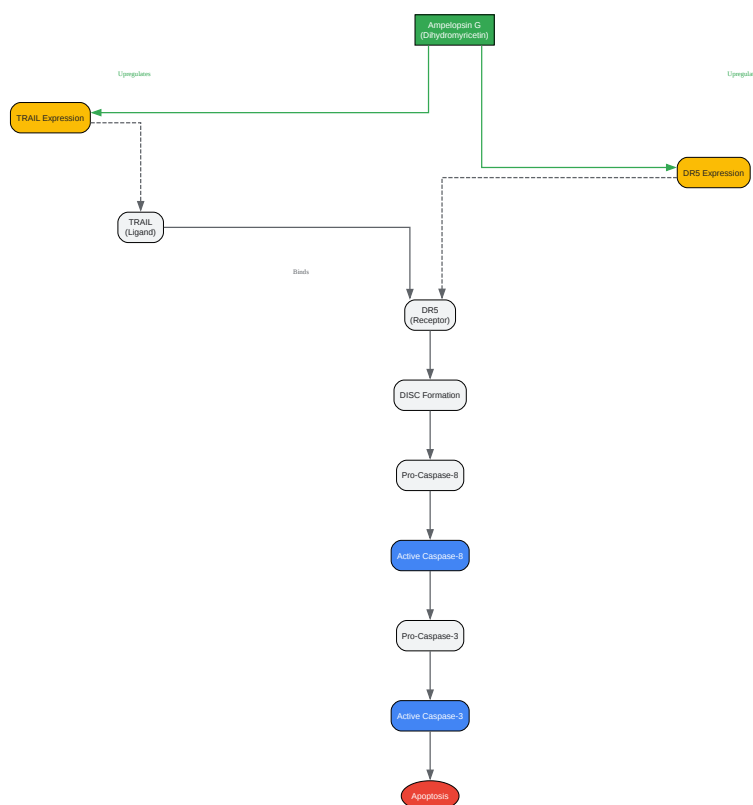 Ampelopsin G
(Dihydromyricetin)
Upregulates
Upregulat
TRAIL Expression
DR5 Expression
TRAIL
(Ligand)
Binds
DR5
(Receptor)
DISC Formation
Pro-Caspase-8
Active Caspase-8
Pro-Caspase-3
Active Caspase-3
Apoptosis